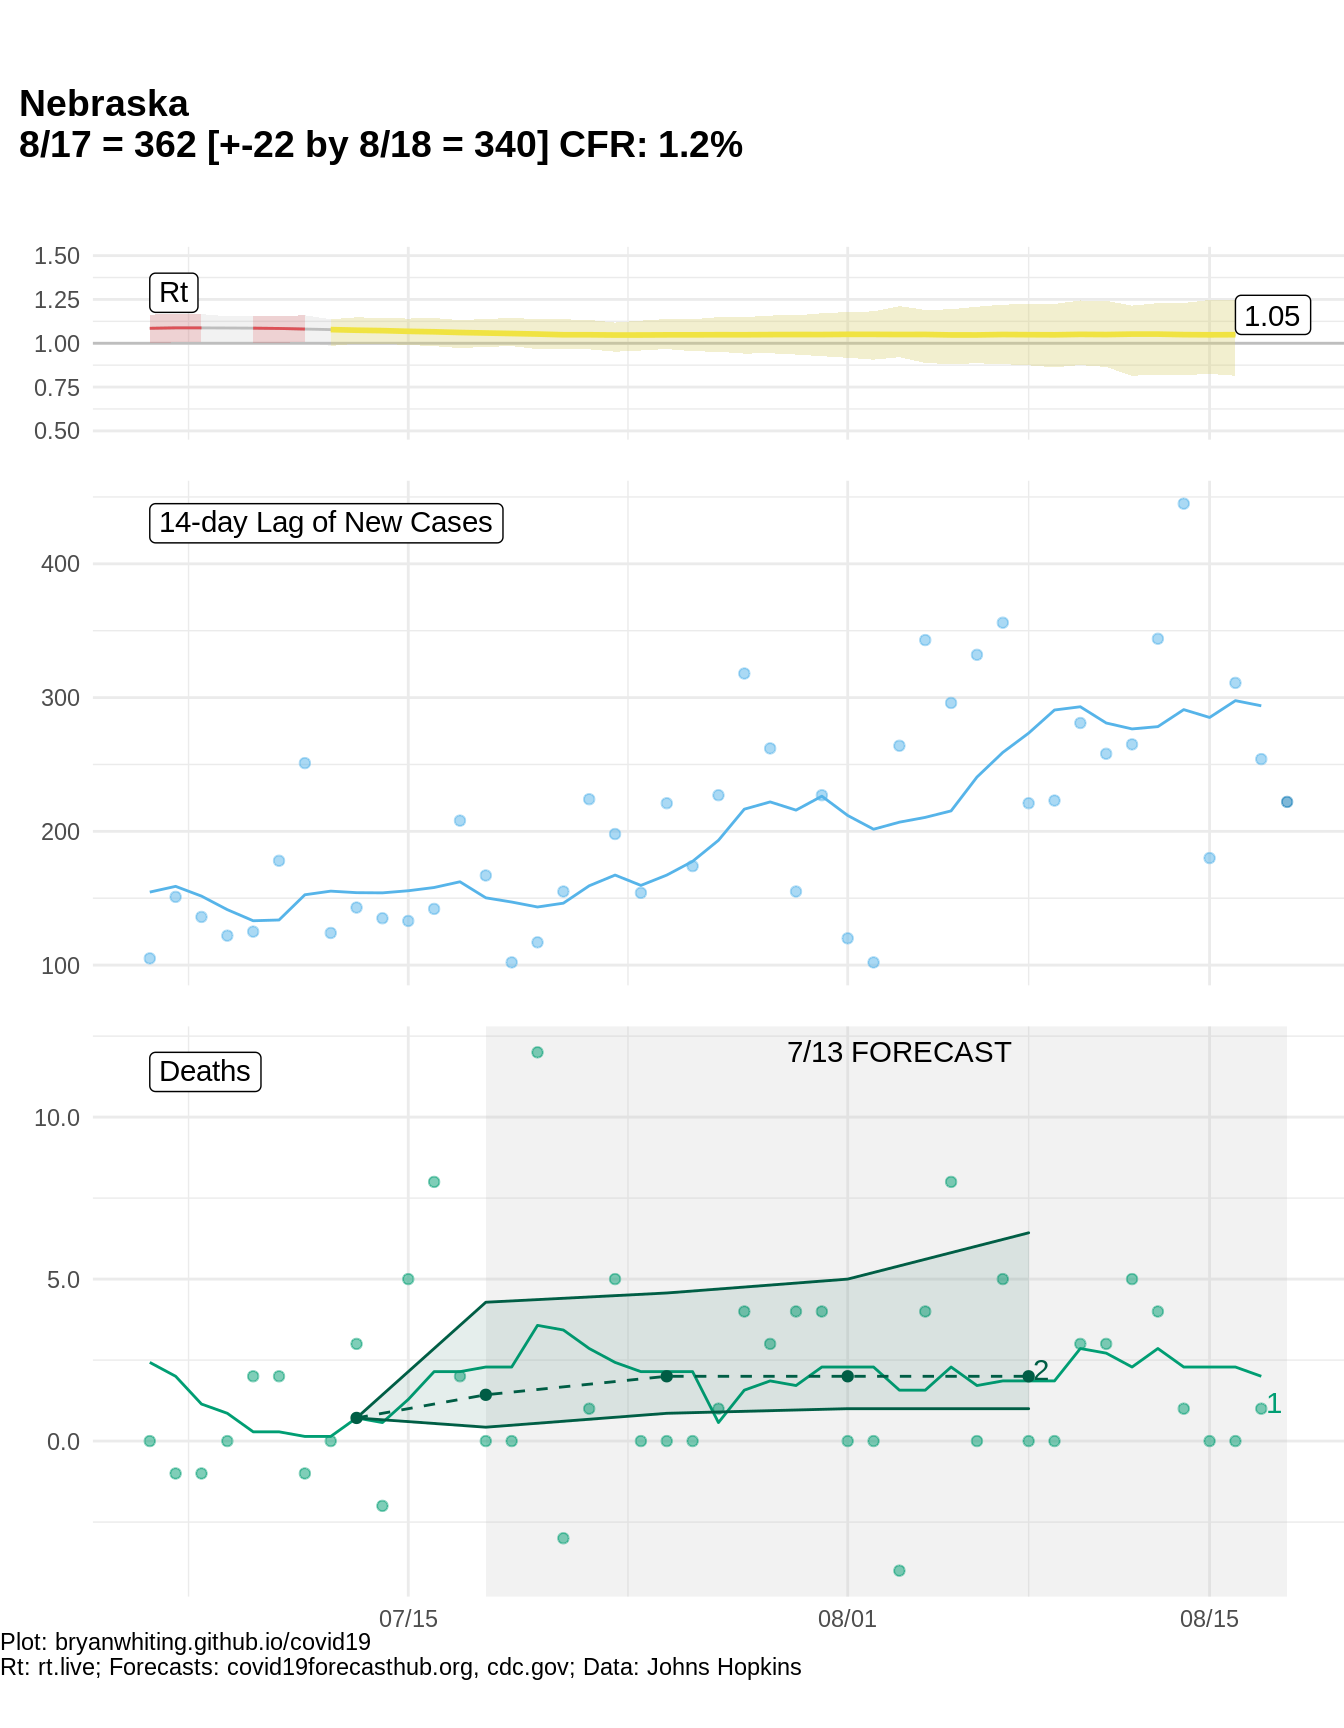 Nebraska
8/17 = 362 [+-22 by 8/18 = 340] CFR: 1.2%
1.50
Rt
1.25
1.05
1.00
0.75
0.50
14-day Lag of New Cases
400
300
200
100
7/13 FORECAST
Deaths
10.0
5.0
2
1
0.0
07/15
08/01
08/15
Plot: bryanwhiting.github.io/covid19
Rt: rt.live; Forecasts: covid19forecasthub.org, cdc.gov; Data: Johns Hopkins